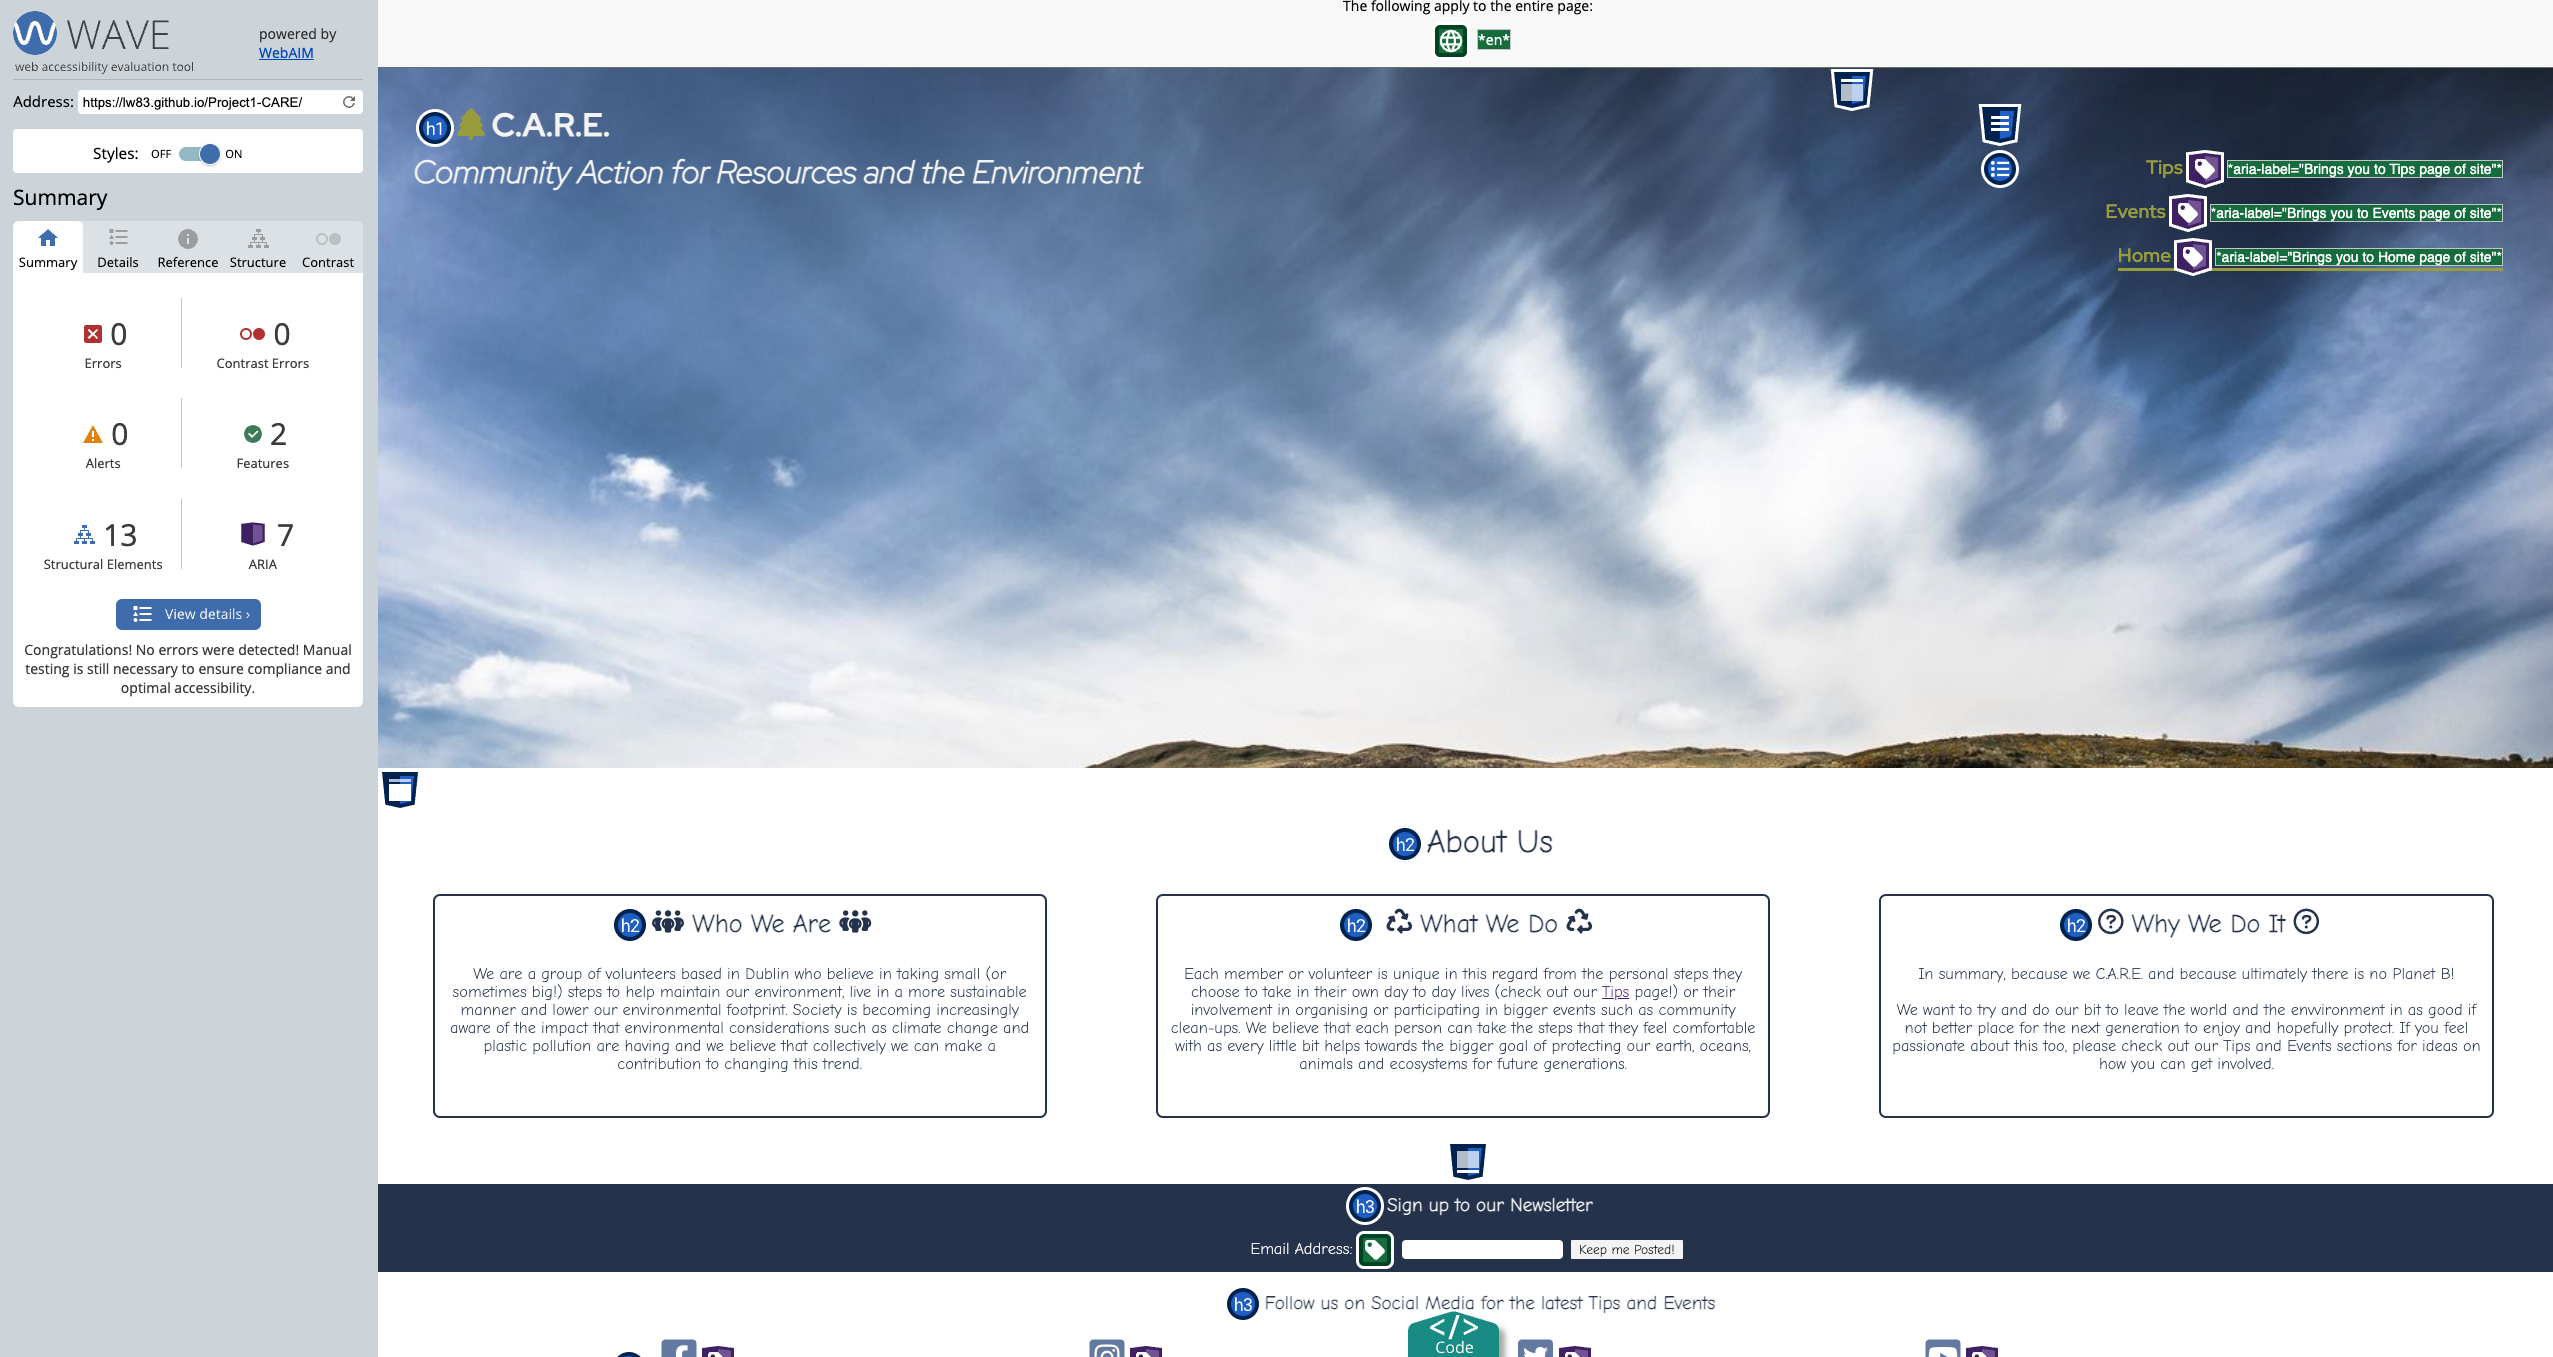 WAVE
web accessibility evaluation tool
powered by
WebAIM
Address: https://lw83.github.io/Project1-CARE/
Styles: OFF ON
Summary
Summary Details Reference Structure Contrast
0 Errors
0 Contrast Errors
0 Alerts
2 Features
13 Structural Elements
7 ARIA
View details ›
Congratulations! No errors were detected! Manual
testing is still necessary to ensure compliance and
optimal accessibility.
The following apply to the entire page:
*en*
h1 C.A.R.E.
Community Action for Resources and the Environment
Tips *aria-label="Brings you to Tips page of site"*
Events *aria-label="Brings you to Events page of site"*
Home *aria-label="Brings you to Home page of site"*
h2 About Us
h2 Who We Are
We are a group of volunteers based in Dublin who believe in taking small (or
sometimes big!) steps to help maintain our environment, live in a more sustainable
manner and lower our environmental footprint. Society is becoming increasingly
aware of the impact that environmental considerations such as climate change and
plastic pollution are having and we believe that collectively we can make a
contribution to changing this trend.
h2 What We Do
Each member or volunteer is unique in this regard from the personal steps they
choose to take in their own day to day lives (check out our Tips page!) or their
involvement in organising or participating in bigger events such as community
clean-ups. We believe that each person can take the steps that they feel comfortable
with as every little bit helps towards the bigger goal of protecting our earth, oceans,
animals and ecosystems for future generations.
h2 Why We Do It
In summary, because we C.A.R.E. and because ultimately there is no Planet B!
We want to try and do our bit to leave the world and the environment in as good if
not better place for the next generation to enjoy and hopefully protect. If you feel
passionate about this too, please check out our Tips and Events sections for ideas on
how you can get involved.
h3 Sign up to our Newsletter
Email Address: Keep me Posted!
h3 Follow us on Social Media for the latest Tips and Events
</>
Code